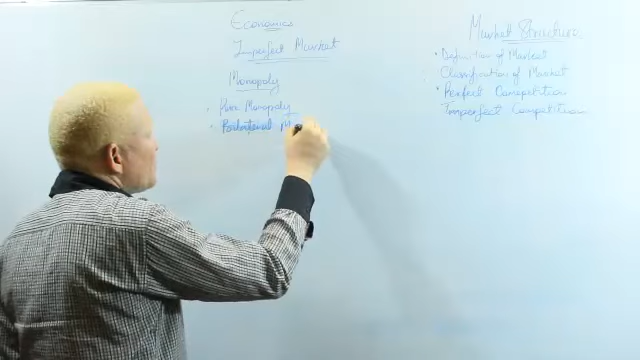 Economics
Imperfect Market
Monopoly
• Pure Monopoly
•
Market Structure
• Definition of Market
• Classification of Market
• Perfect Competition
Imperfect Competition